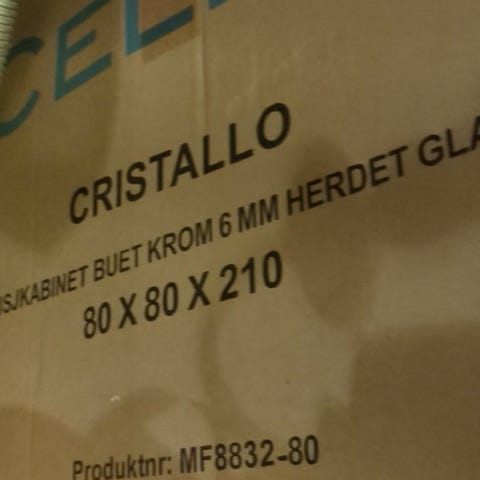 CRISTALLO
BUET KROM 6 MM HERDET
80 X 80 X 210
Produktnr: MF8832-80